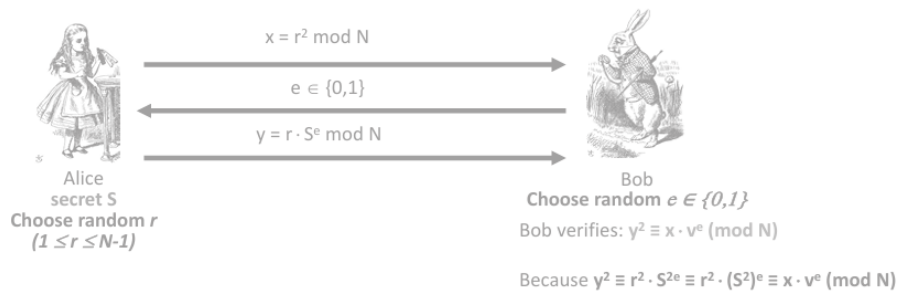 x = r² mod N
e ∈ {0,1}
y = r · Sᵉ mod N
Alice
secret S
Choose random r
(1 ≤ r ≤ N-1)
Bob
Choose random e ∈ {0,1}
Bob verifies: y² ≡ x · vᵉ (mod N)
Because y² ≡ r² · S²ᵉ ≡ r² · (S²)ᵉ ≡ x · vᵉ (mod N)